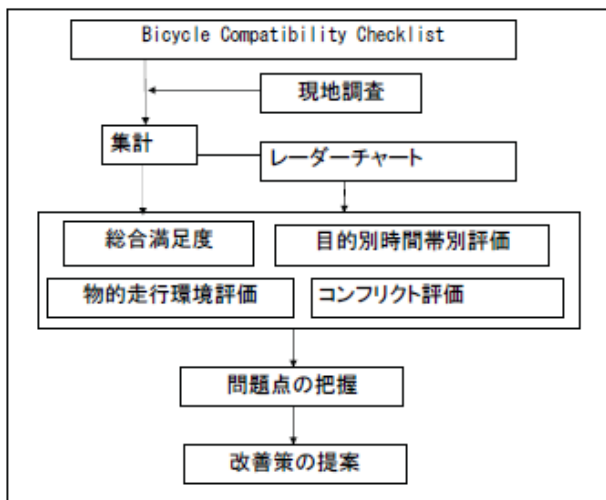 Bicycle Compatibility Checklist
現地調査
集計
レーダーチャート
総合満足度
目的別時間帯別評価
物的走行環境評価
コンフリクト評価
問題点の把握
改善策の提案